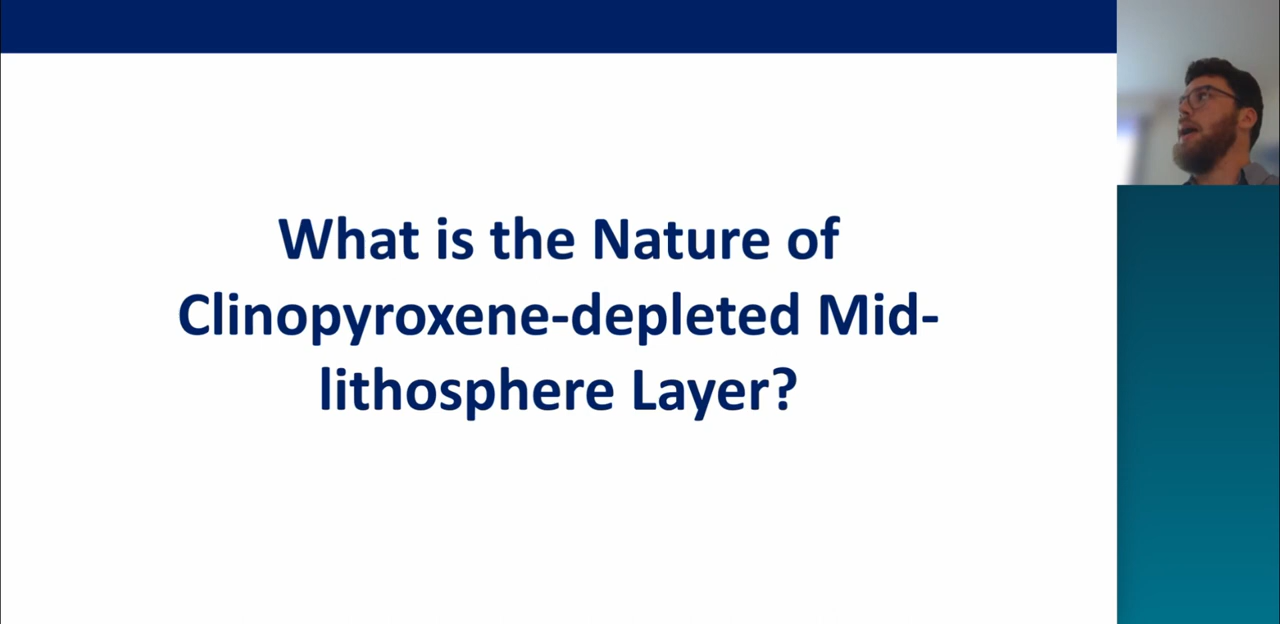 What is the Nature of
Clinopyroxene-depleted Mid-
lithosphere Layer?